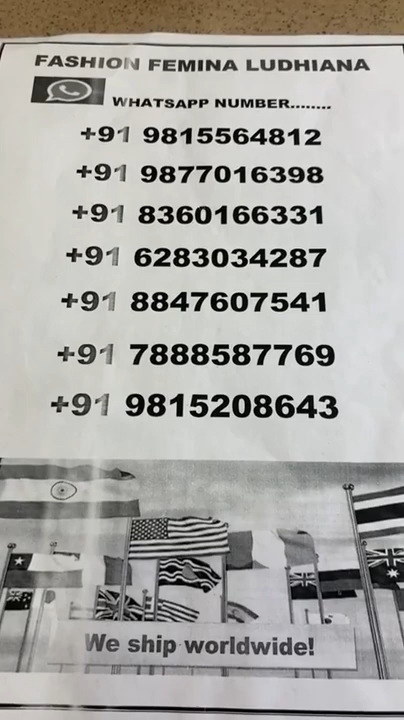 FASHION FEMINA LUDHIANA
WHATSAPP NUMBER........
+91 9815564812
+91 9877016398
+91 8360166331
+91 6283034287
+91 8847607541
+91 7888587769
+91 9815208643
We ship worldwide!